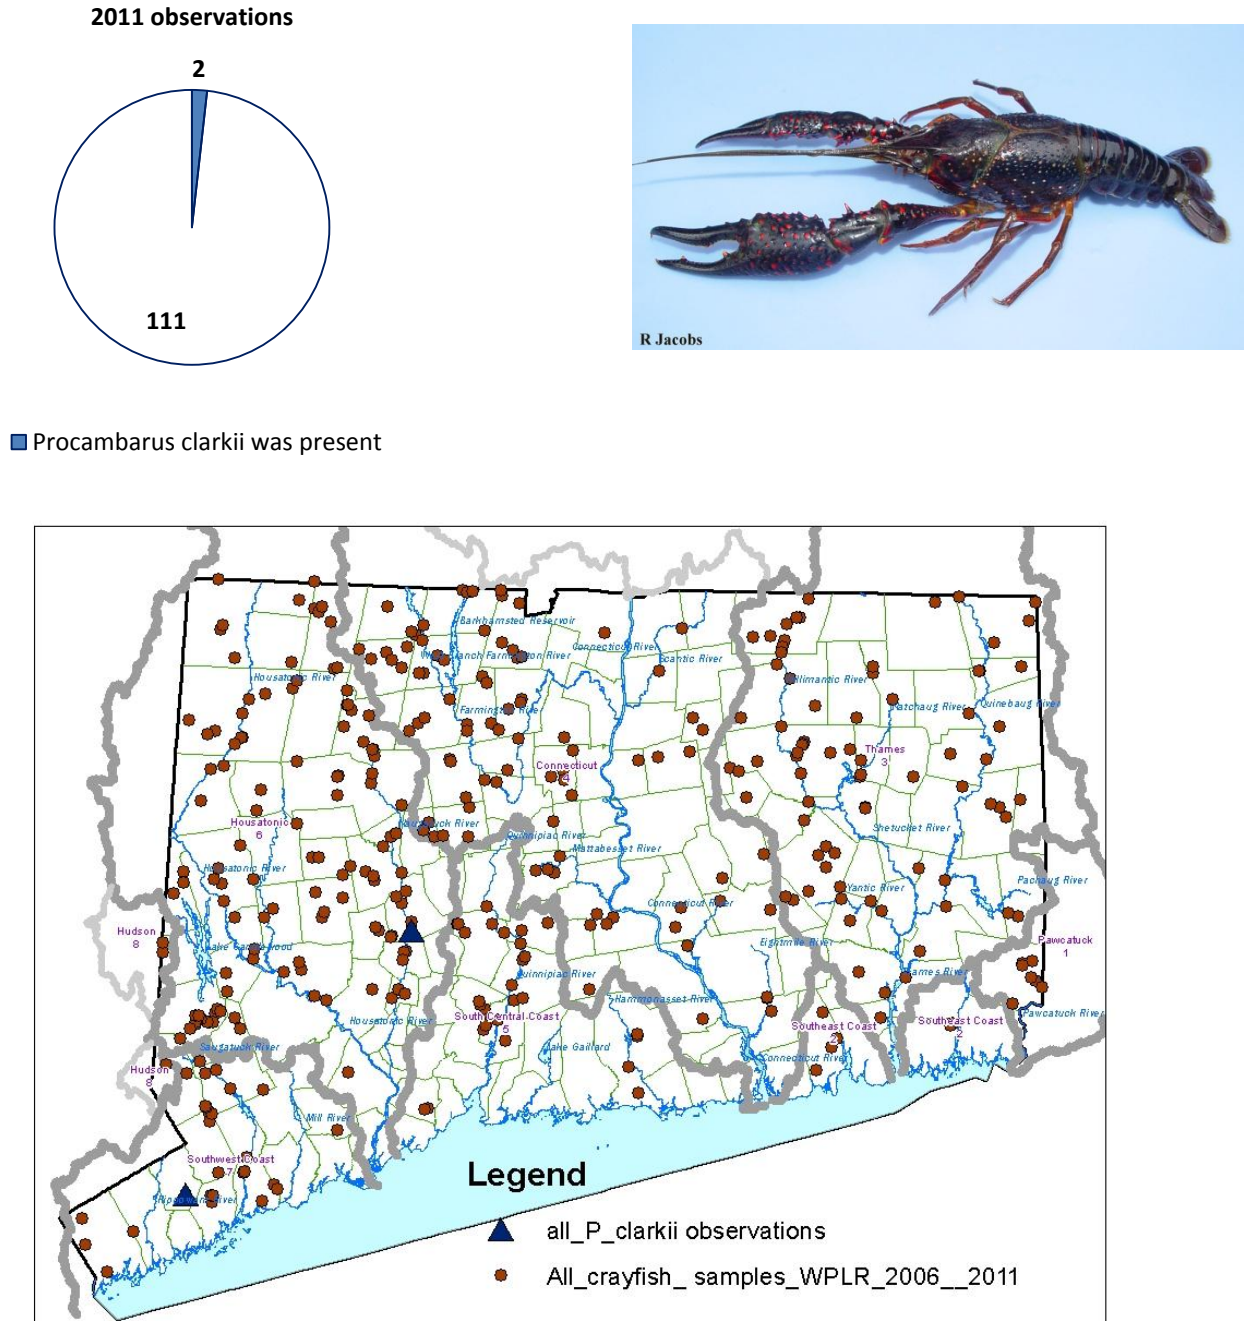 2011 observations
2
111
R Jacobs
Procambarus clarkii was present
Barkhamsted Reservoir
Connecticut River
Scantic River
Housatonic River
Farmington River
Natchaug River
Quinebaug River
Thames
3
Connecticut
4
Housatonic
6
Naugatuck River
Quinnipiac River
Shetucket River
Mattabesset River
Housatonic River
Pachaug River
Yantic River
Connecticut River
Hudson
8
Eightmile River
Pawcatuck
1
Quinnipiac River
Hammonasset River
Housatonic River
South Central Coast
5
Southeast Coast
2
Southeast Coast
2
Pawcatuck River
Saugatuck River
Lake Gaillard
Connecticut River
Hudson
8
Mill River
Southwest Coast
7
Legend
all_P_clarkii observations
All_crayfish_ samples_WPLR_2006__2011